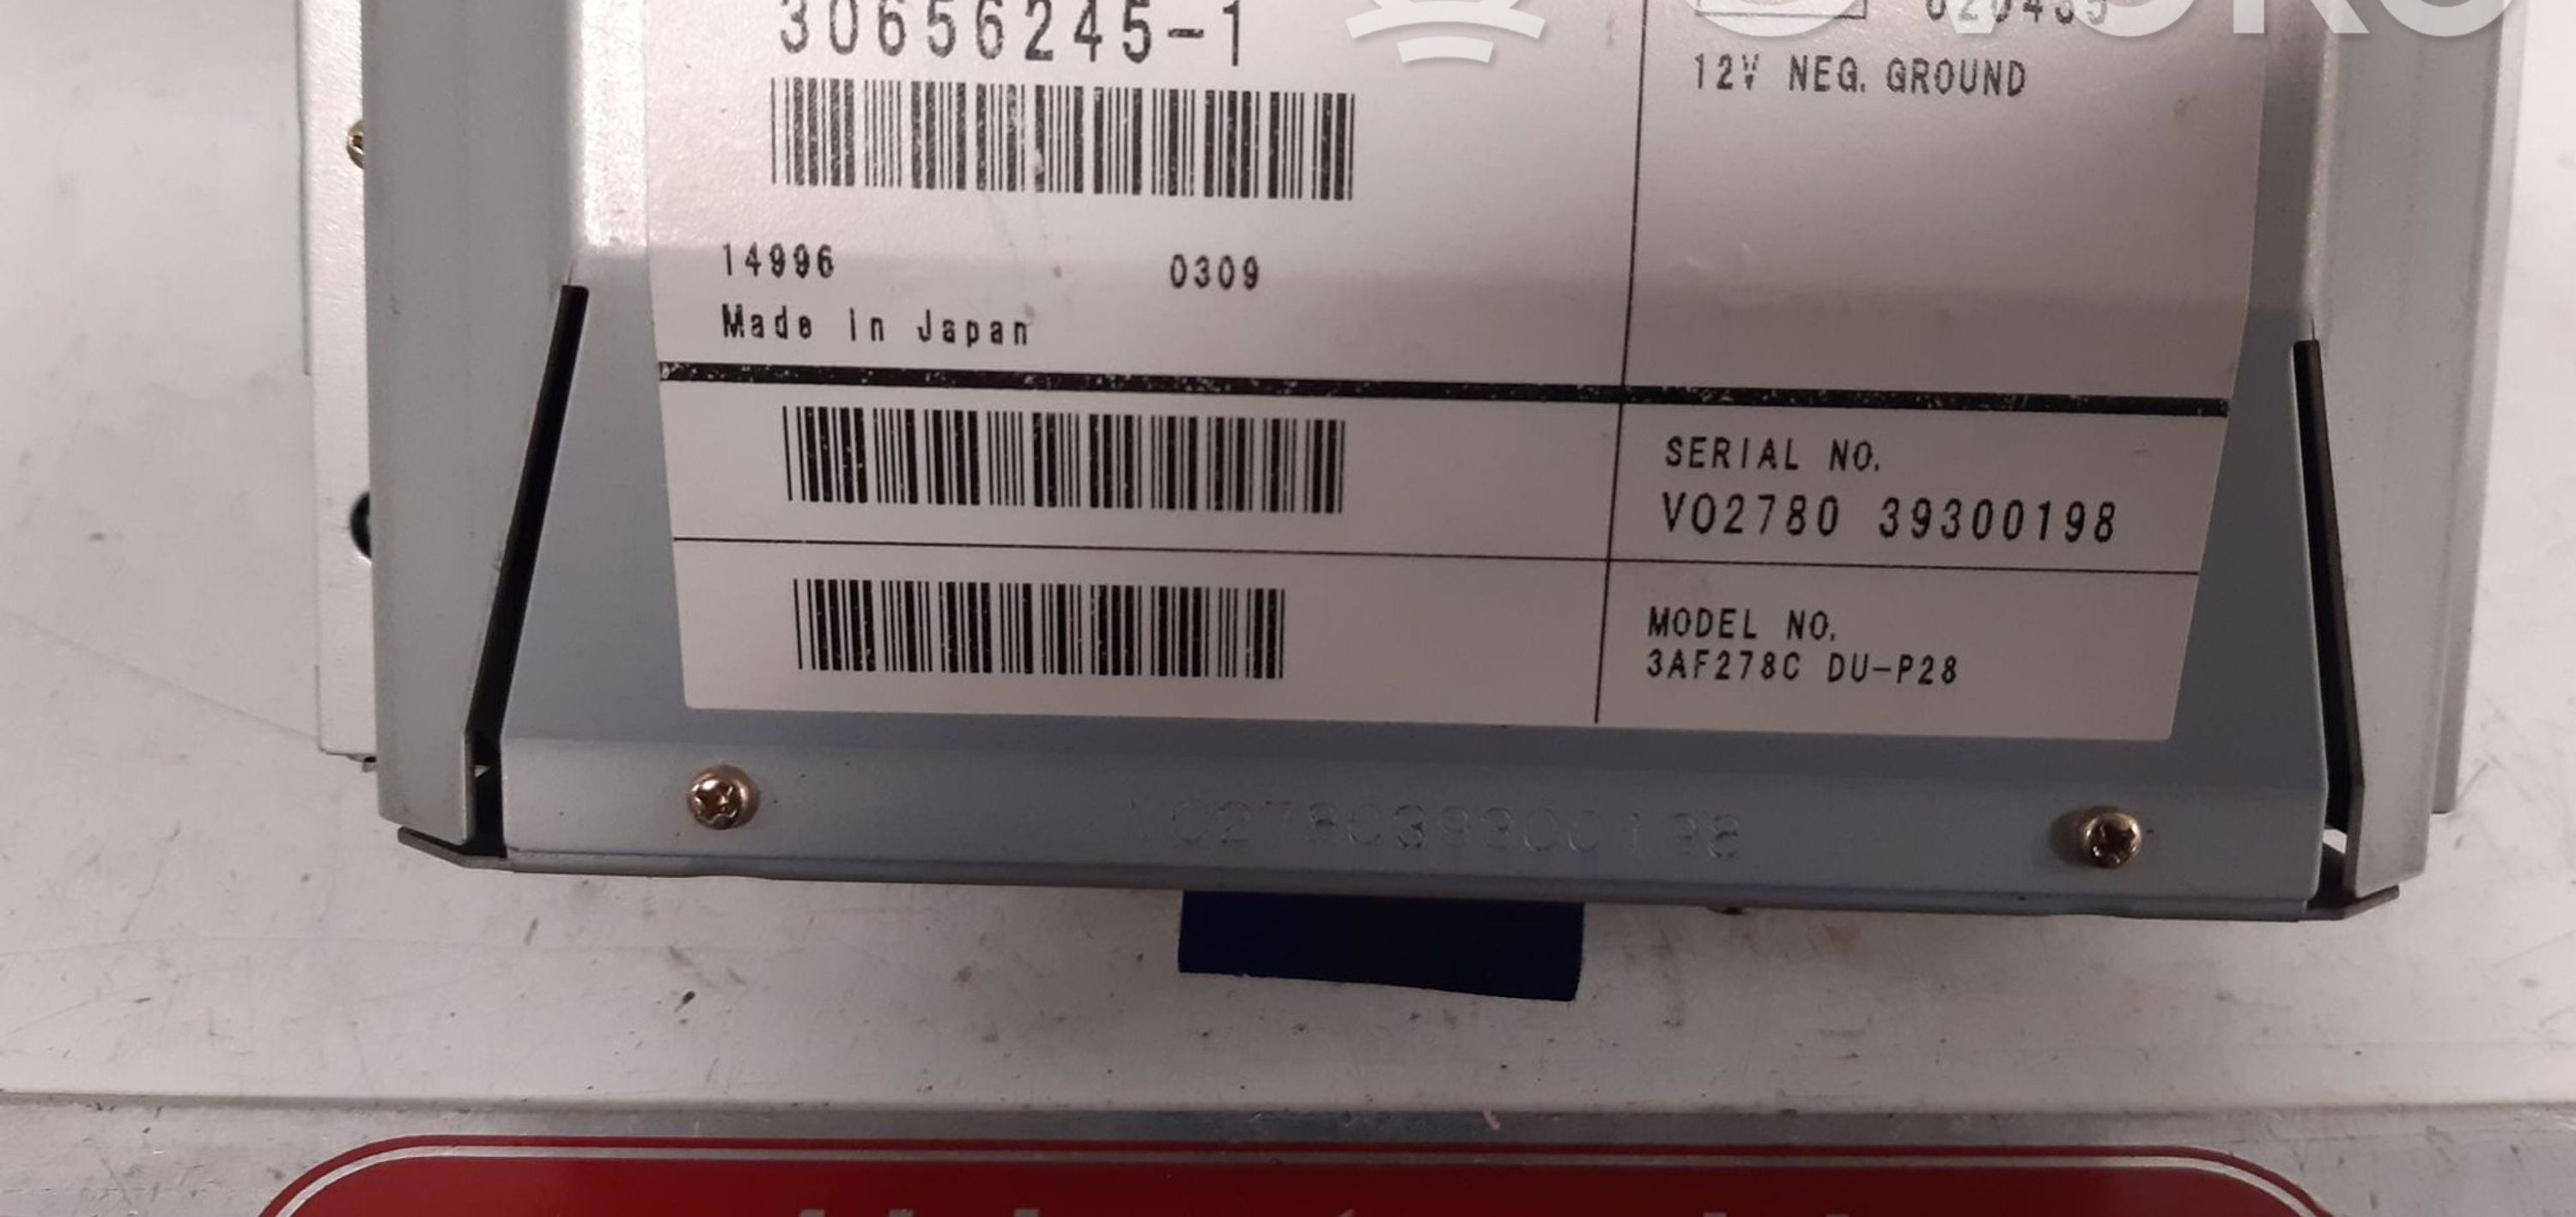 30656245-1
12V NEG. GROUND
14996 0309
Made in Japan
SERIAL NO.
VO2780 39300198
MODEL NO.
3AF278C DU-P28
VO278039300198